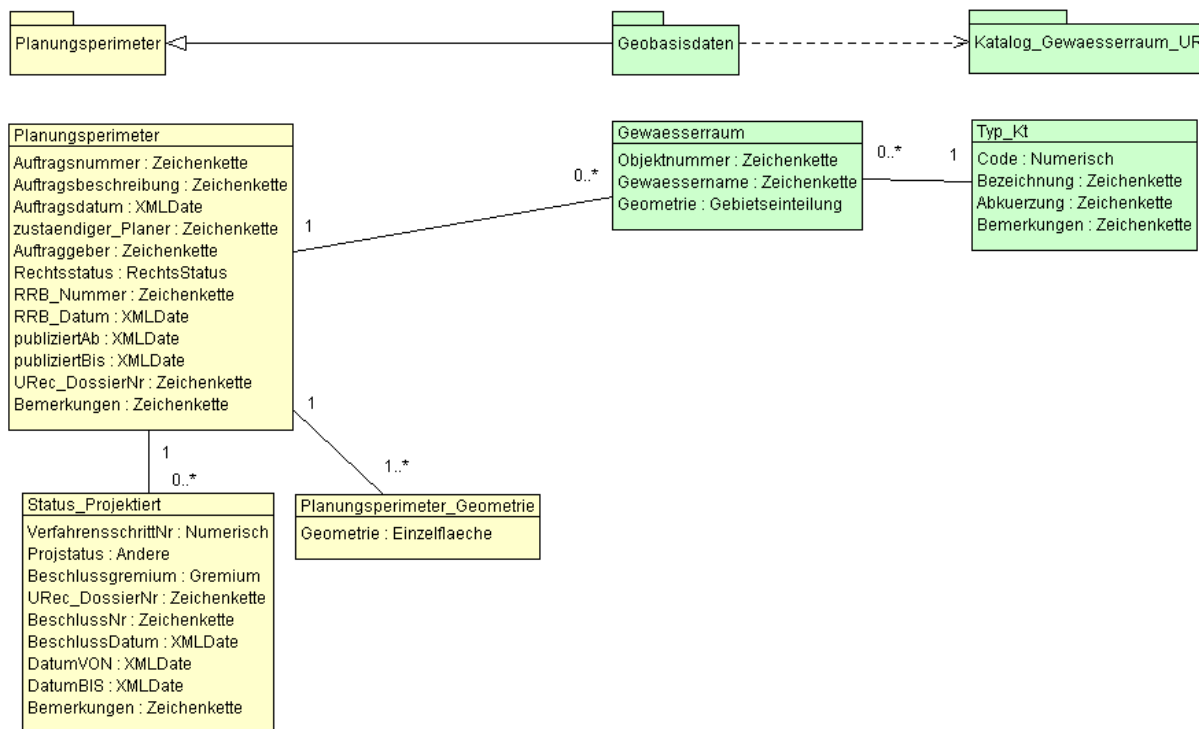 Planungsperimeter
Geobasisdaten
Katalog_Gewaesserraum_UR
Planungsperimeter
Auftragsnummer : Zeichenkette
Auftragsbeschreibung : Zeichenkette
Auftragsdatum : XMLDate
zustaendiger_Planer : Zeichenkette
Auftraggeber : Zeichenkette
Rechtsstatus : RechtsStatus
RRB_Nummer : Zeichenkette
RRB_Datum : XMLDate
publiziertAb : XMLDate
publiziertBis : XMLDate
URec_DossierNr : Zeichenkette
Bemerkungen : Zeichenkette
1
0..*
Gewaesserraum
Objektnummer : Zeichenkette
Gewaessername : Zeichenkette
Geometrie : Gebietseinteilung
0..*
1
Typ_Kt
Code : Numerisch
Bezeichnung : Zeichenkette
Abkuerzung : Zeichenkette
Bemerkungen : Zeichenkette
1
0..*
1
1..*
Status_Projektiert
VerfahrensschrittNr : Numerisch
Projstatus : Andere
Beschlussgremium : Gremium
URec_DossierNr : Zeichenkette
BeschlussNr : Zeichenkette
BeschlussDatum : XMLDate
DatumVON : XMLDate
DatumBIS : XMLDate
Bemerkungen : Zeichenkette
Planungsperimeter_Geometrie
Geometrie : Einzelflaeche